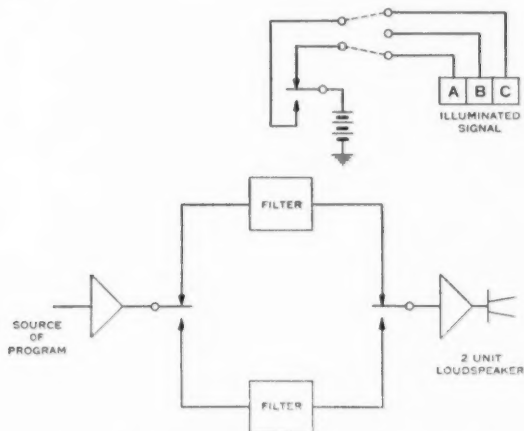 A B C
ILLUMINATED
SIGNAL
FILTER
SOURCE
OF
PROGRAM
2 UNIT
LOUDSPEAKER
FILTER